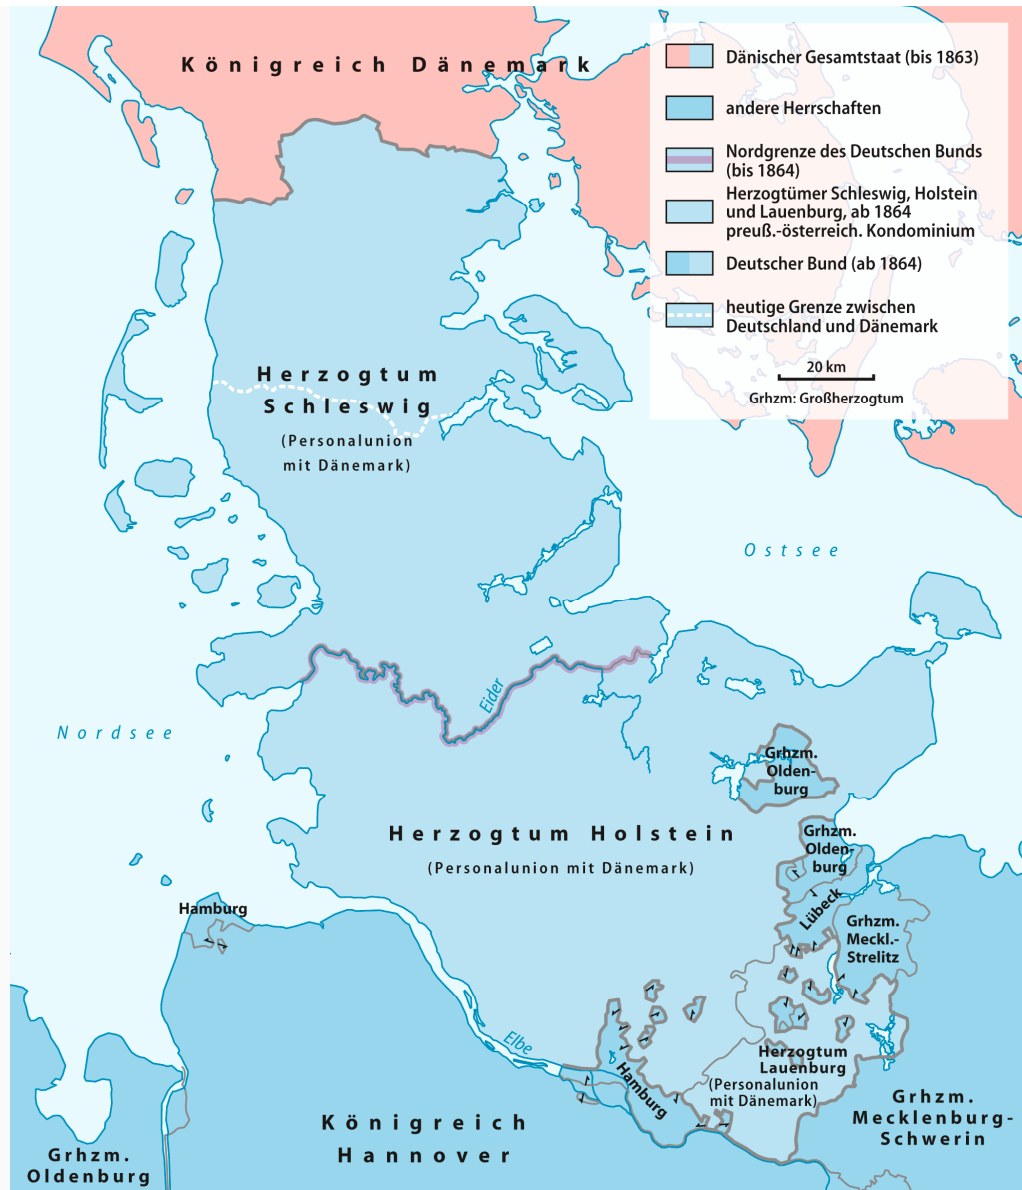 Königreich Dänemark
Dänischer Gesamtstaat (bis 1863)
andere Herrschaften
Nordgrenze des Deutschen Bunds
(bis 1864)
Herzogtümer Schleswig, Holstein
und Lauenburg, ab 1864
preuß.-österreich. Kondominium
Deutscher Bund (ab 1864)
heutige Grenze zwischen
Deutschland und Dänemark
20 km
Grhzm: Großherzogtum
Herzogtum
Schleswig
(Personalunion
mit Dänemark)
Ostsee
Eider
Nordsee
Grhzm.
Olden-
burg
Herzogtum Holstein
(Personalunion mit Dänemark)
Grhzm.
Olden-
burg
Lübeck
Hamburg
Grhzm.
Meckl.-
Strelitz
Elbe
Hamburg
Herzogtum
Lauenburg
(Personalunion
mit Dänemark)
Grhzm.
Mecklenburg-
Schwerin
Königreich
Hannover
Grhzm.
Oldenburg